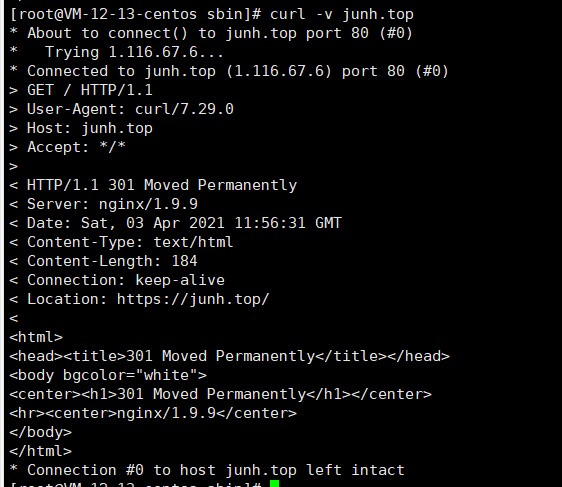 [root@VM-12-13-centos sbin]# curl -v junh.top
* About to connect() to junh.top port 80 (#0)
*   Trying 1.116.67.6...
* Connected to junh.top (1.116.67.6) port 80 (#0)
> GET / HTTP/1.1
> User-Agent: curl/7.29.0
> Host: junh.top
> Accept: */*
>
< HTTP/1.1 301 Moved Permanently
< Server: nginx/1.9.9
< Date: Sat, 03 Apr 2021 11:56:31 GMT
< Content-Type: text/html
< Content-Length: 184
< Connection: keep-alive
< Location: https://junh.top/
<
<html>
<head><title>301 Moved Permanently</title></head>
<body bgcolor="white">
<center><h1>301 Moved Permanently</h1></center>
<hr><center>nginx/1.9.9</center>
</body>
</html>
* Connection #0 to host junh.top left intact
[root@VM-12-13-centos sbin]#